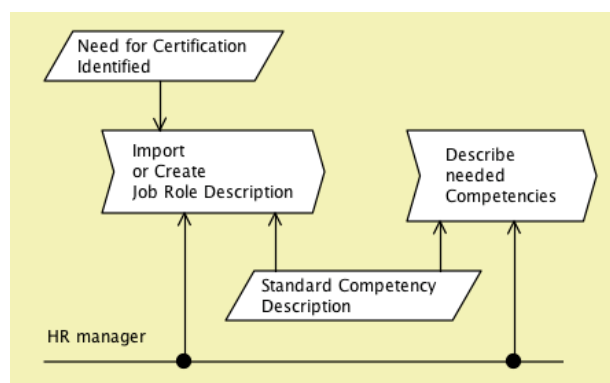 Need for Certification
Identified
Import
or Create
Job Role Description
Describe
needed
Competencies
Standard Competency
Description
HR manager